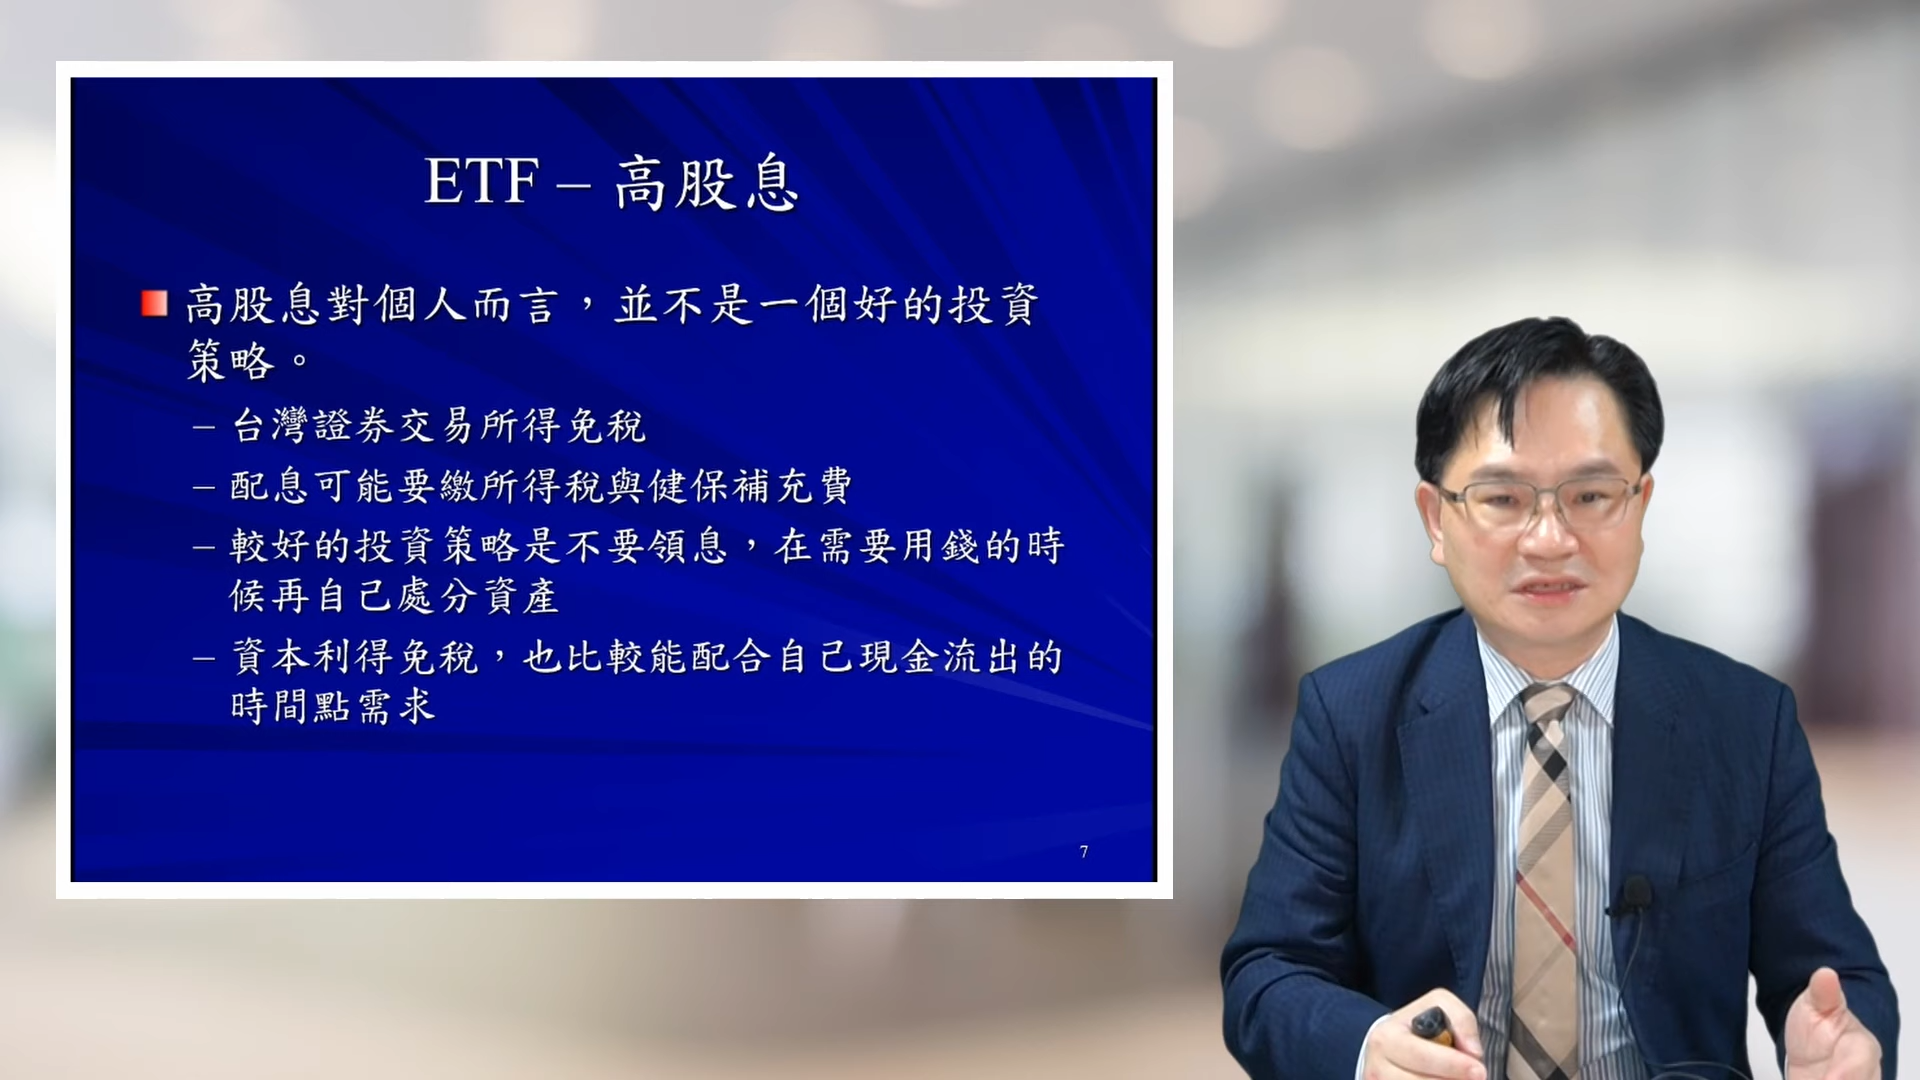 ETF – 高股息
高股息對個人而言，並不是一個好的投資
策略。
– 台灣證券交易所得免稅
– 配息可能要繳所得稅與健保補充費
– 較好的投資策略是不要領息，在需要用錢的時
候再自己處分資產
– 資本利得免稅，也比較能配合自己現金流出的
時間點需求
7